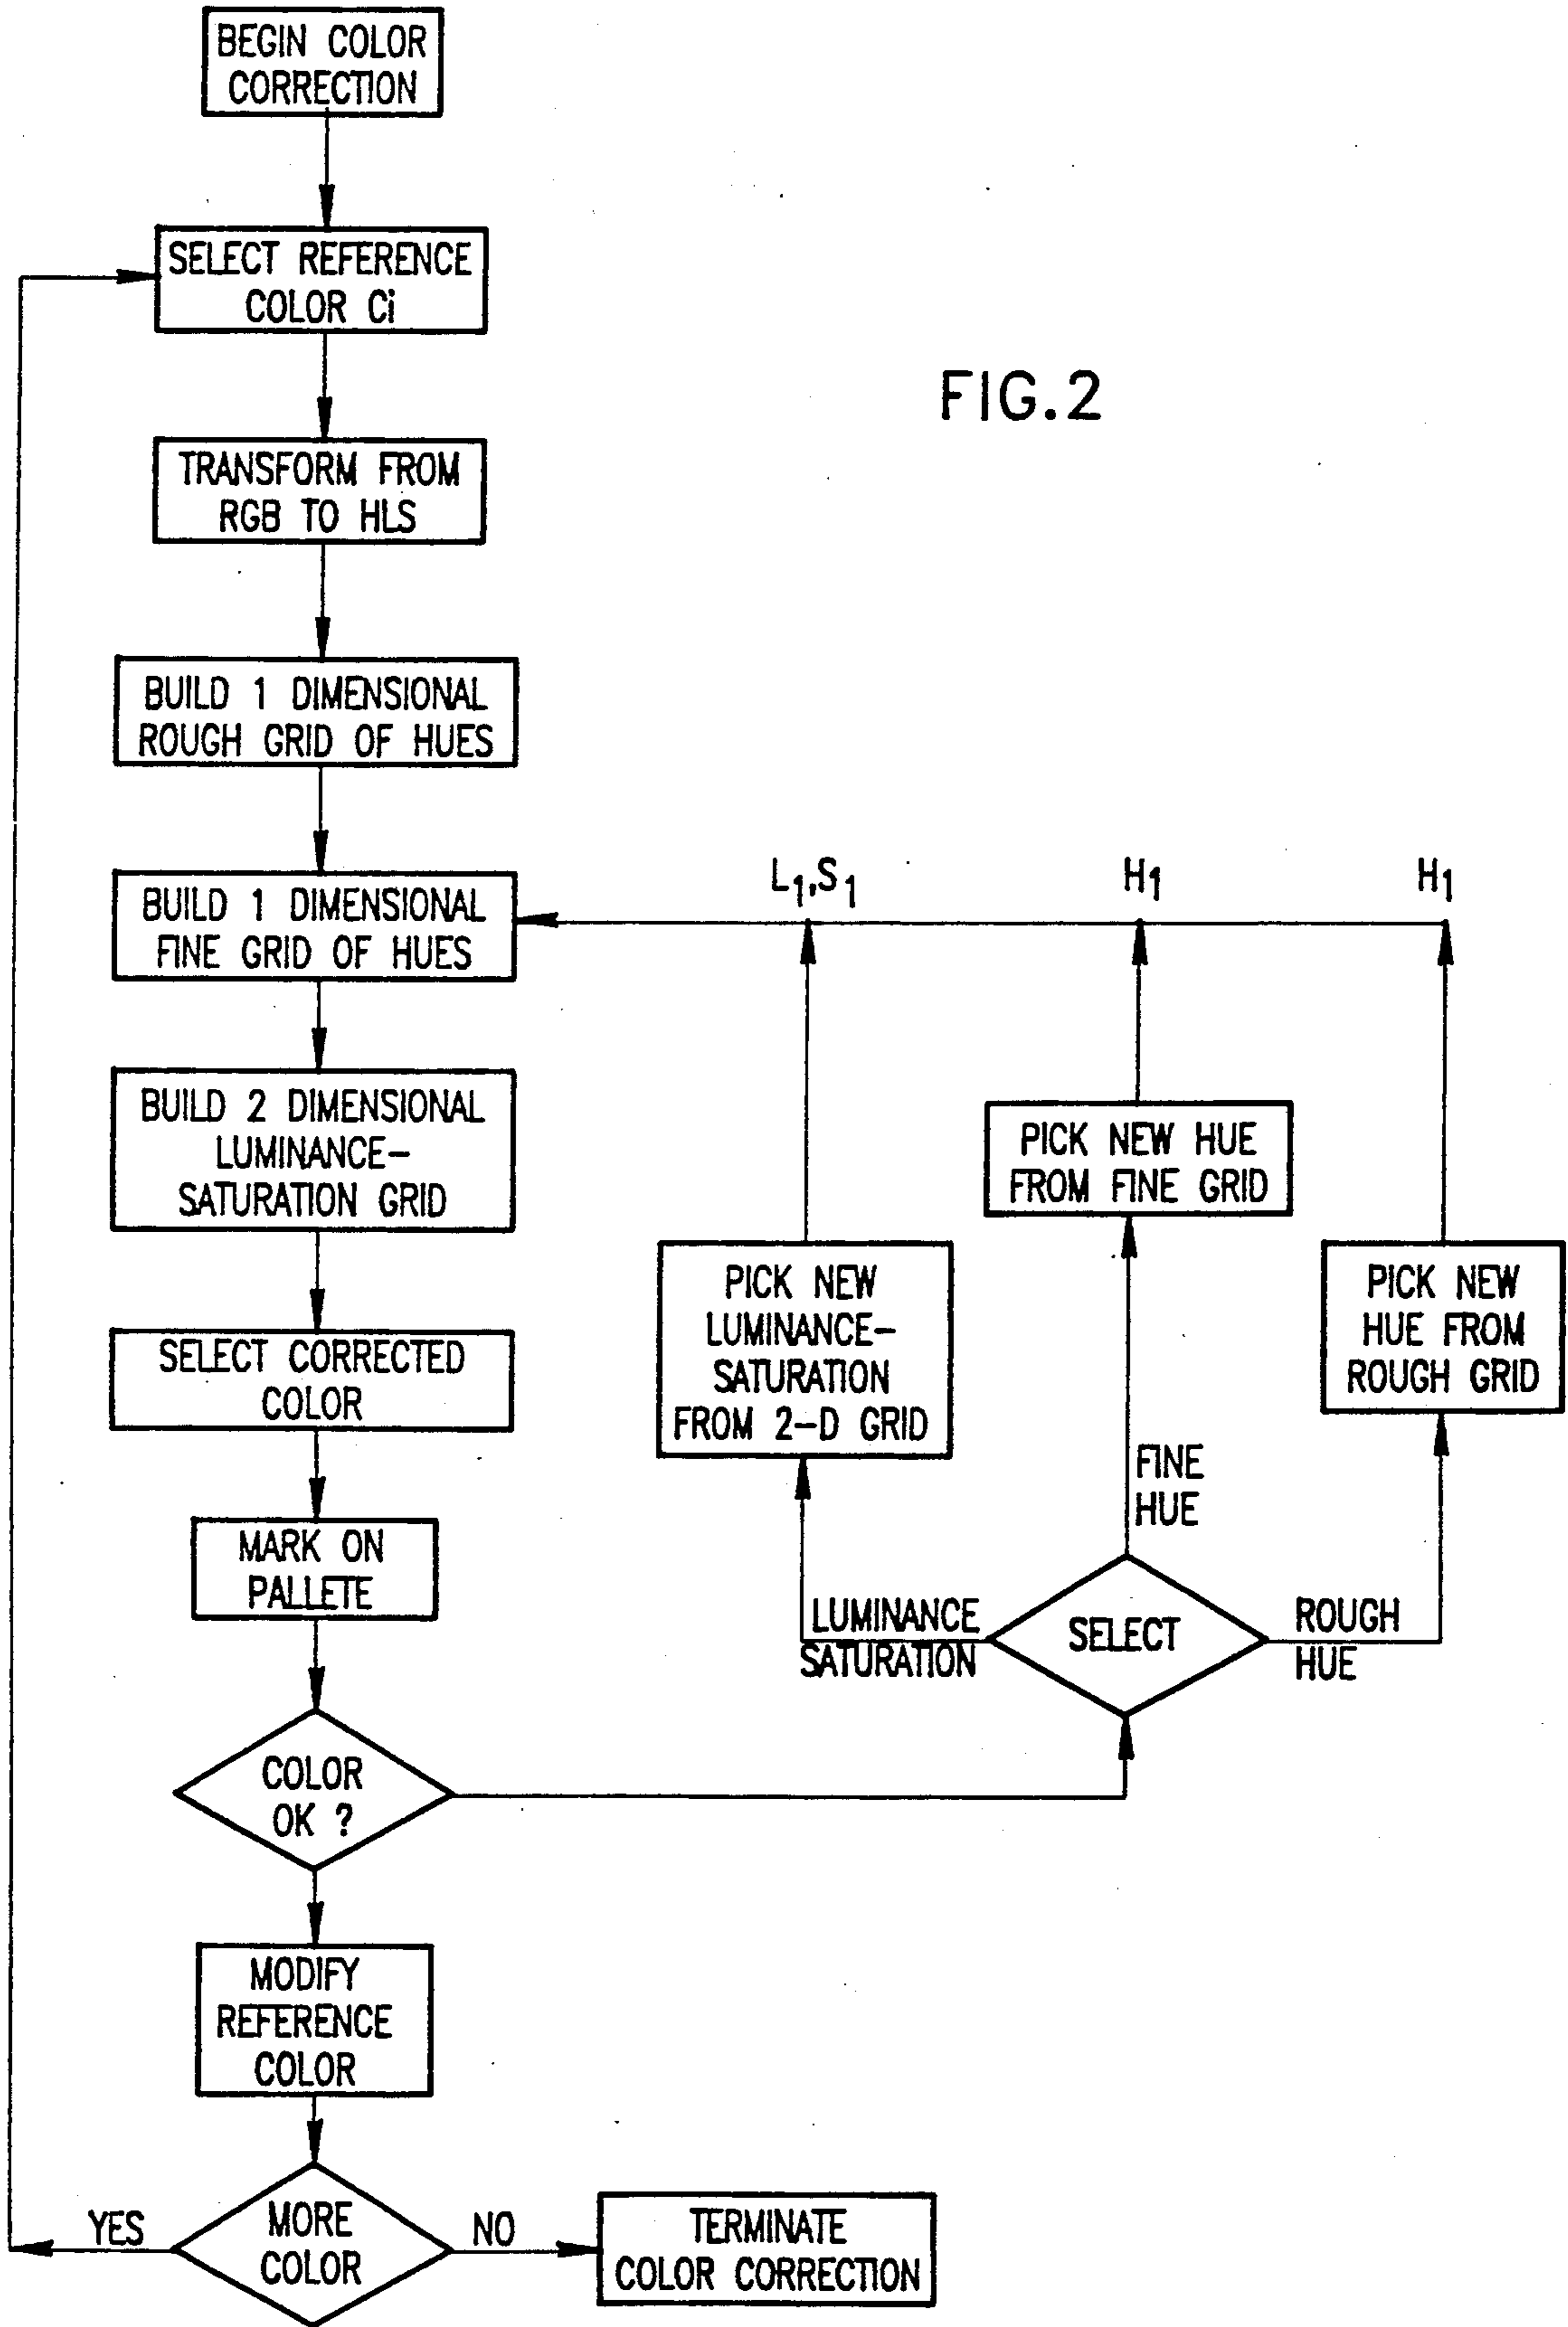 BEGIN COLOR
CORRECTION
SELECT REFERENCE
COLOR Ci
FIG.2
TRANSFORM FROM
RGB TO HLS
BUILD 1 DIMENSIONAL
ROUGH GRID OF HUES
BUILD 1 DIMENSIONAL
FINE GRID OF HUES
L1,S1
H1
H1
BUILD 2 DIMENSIONAL
LUMINANCE-
SATURATION GRID
PICK NEW HUE
FROM FINE GRID
PICK NEW
LUMINANCE-
SATURATION
FROM 2-D GRID
PICK NEW
HUE FROM
ROUGH GRID
SELECT CORRECTED
COLOR
FINE
HUE
MARK ON
PALLETE
LUMINANCE
SATURATION
SELECT
ROUGH
HUE
COLOR
OK ?
MODIFY
REFERENCE
COLOR
YES
MORE
COLOR
NO
TERMINATE
COLOR CORRECTION